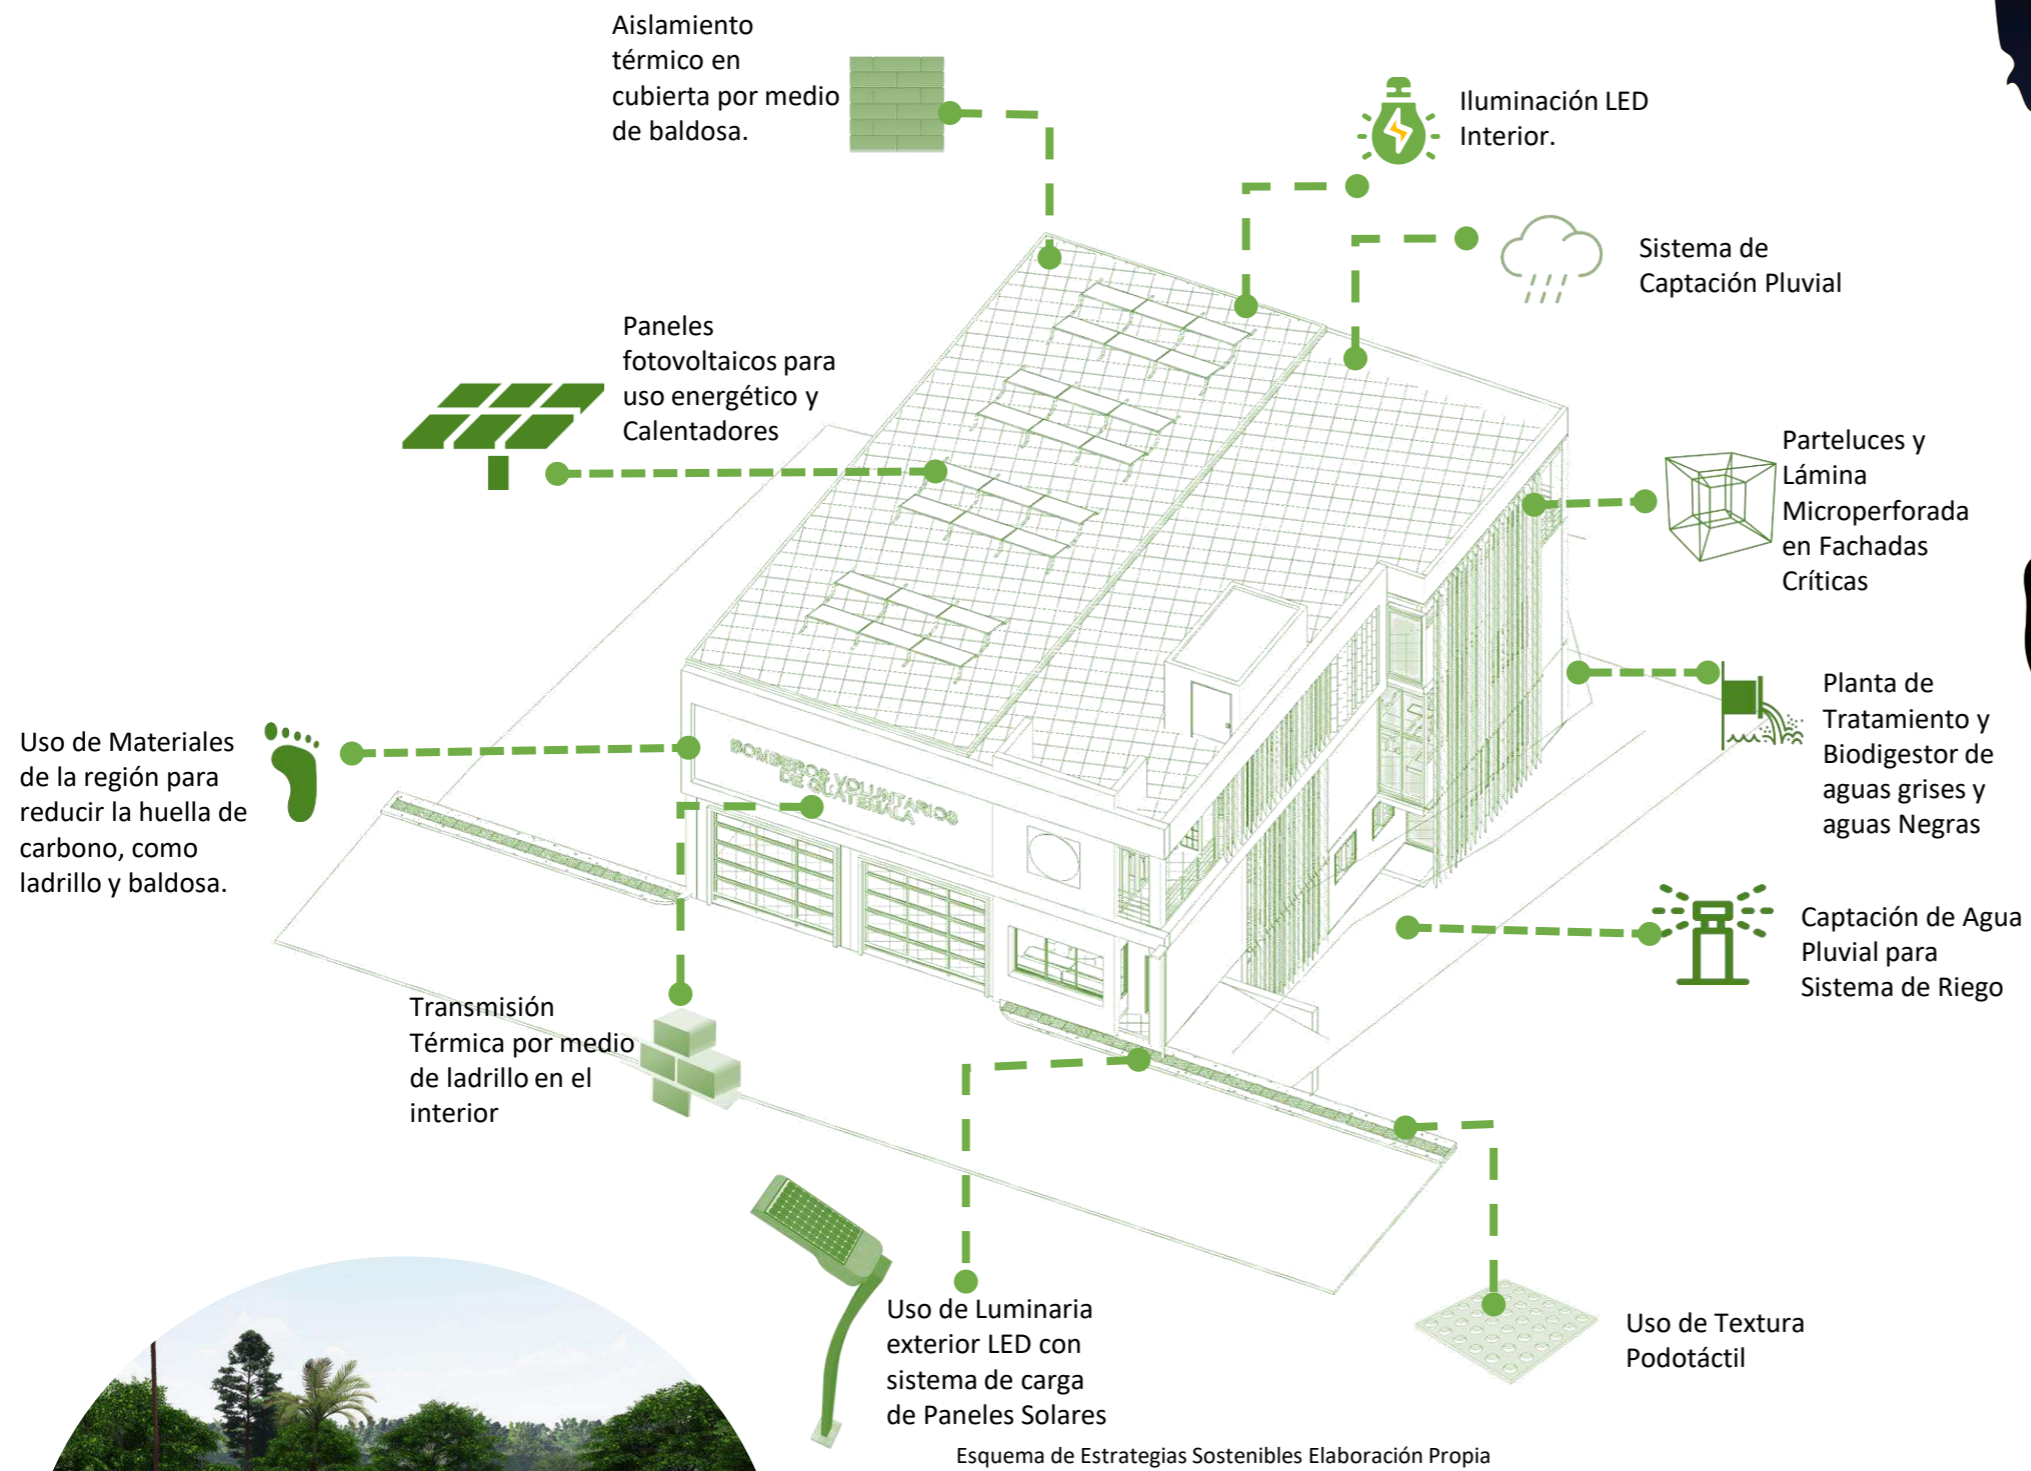 Aislamiento
térmico en
cubierta por medio
de baldosa.
Iluminación LED
Interior.
Sistema de
Captación Pluvial
Paneles
fotovoltaicos para
uso energético y
Calentadores
Parteluces y
Lámina
Microperforada
en Fachadas
Críticas
Planta de
Tratamiento y
Biodigestor de
aguas grises y
aguas Negras
Uso de Materiales
de la región para
reducir la huella de
carbono, como
ladrillo y baldosa.
BOMBEROS VOLUNTARIOS
DE GUATEMALA
Captación de Agua
Pluvial para
Sistema de Riego
Transmisión
Térmica por medio
de ladrillo en el
interior
Uso de Luminaria
exterior LED con
sistema de carga
de Paneles Solares
Uso de Textura
Podotáctil
Esquema de Estrategias Sostenibles Elaboración Propia